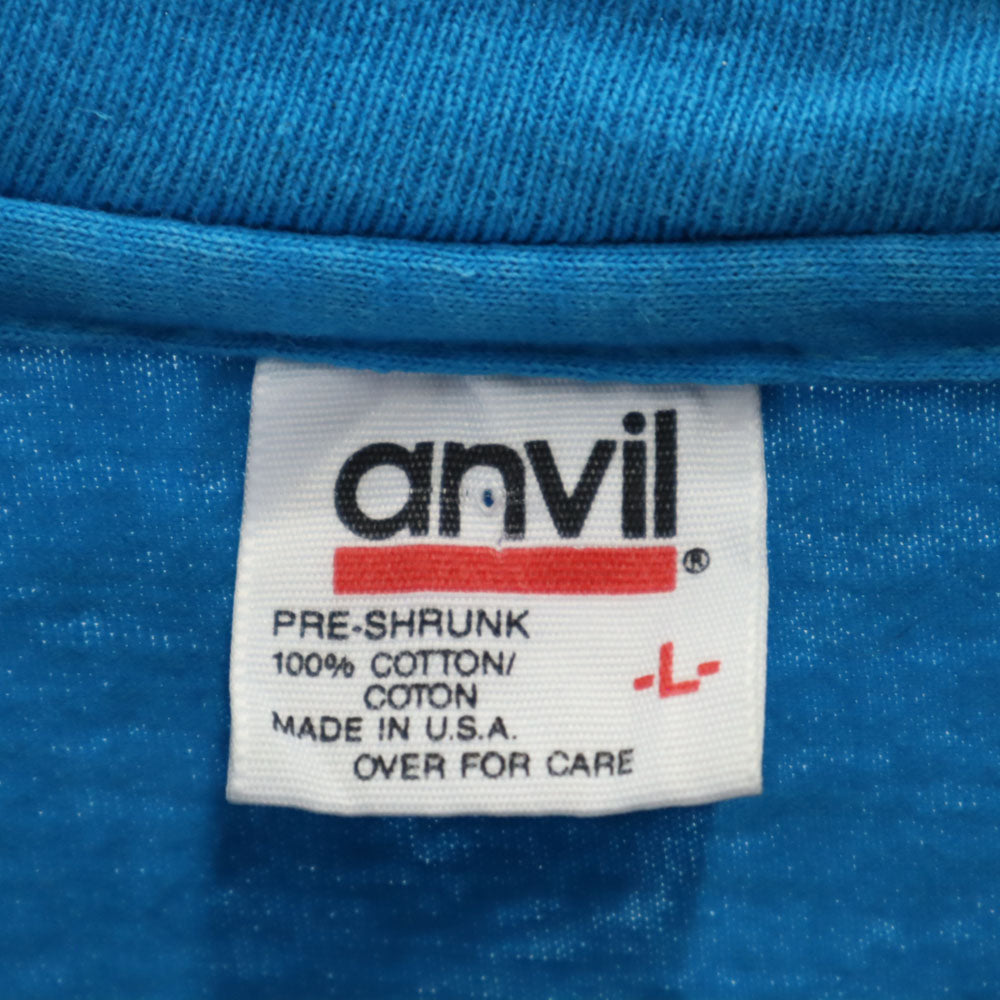 anvil
®
PRE-SHRUNK
100% COTTON/
COTON
-L-
MADE IN U.S.A.
OVER FOR CARE